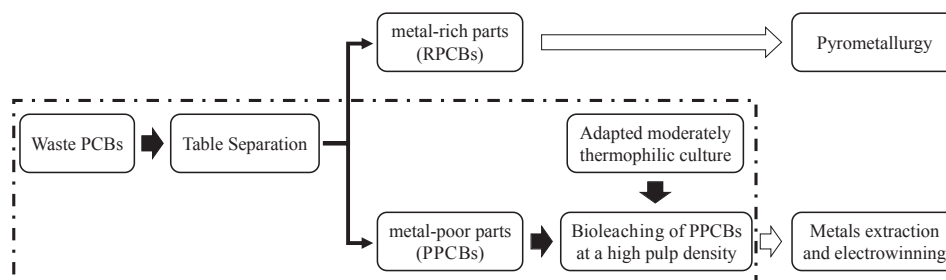 metal-rich parts
(RPCBs)
Pyrometallurgy
Waste PCBs
Table Separation
Adapted moderately
thermophilic culture
metal-poor parts
(PPCBs)
Bioleaching of PPCBs
at a high pulp density
Metals extraction
and electrowinning